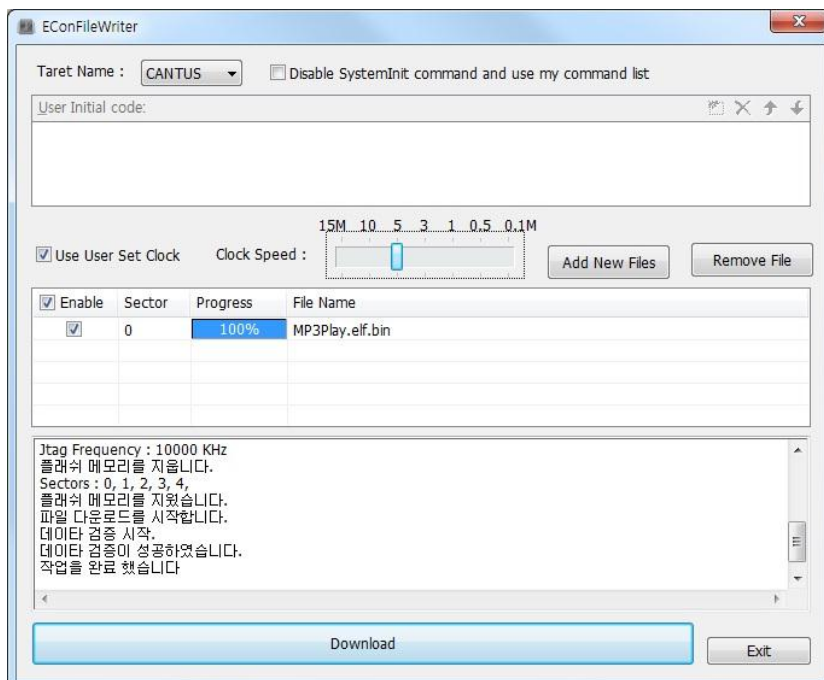 EConFileWriter
Taret Name : CANTUS Disable SystemInit command and use my command list
User Initial code:
15M 10 5 3 1 0.5 0.1M
Use User Set Clock Clock Speed : Add New Files Remove File
Enable Sector Progress File Name
0 100% MP3Play.elf.bin
Jtag Frequency : 10000 KHz
플래쉬 메모리를 지웁니다.
Sectors : 0, 1, 2, 3, 4,
플래쉬 메모리를 지웠습니다.
파일 다운로드를 시작합니다.
데이타 검증 시작.
데이타 검증이 성공하였습니다.
작업을 완료 했습니다
Download Exit